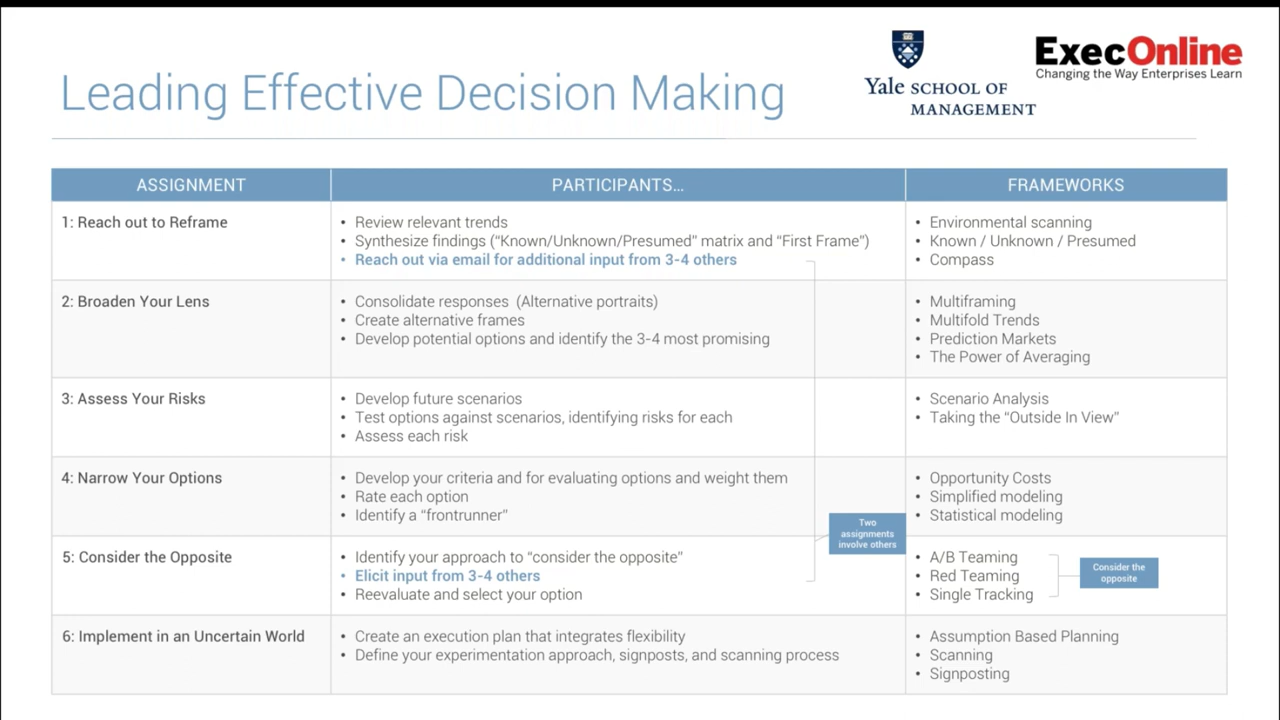 Leading Effective Decision Making
Yale SCHOOL OF
MANAGEMENT
ExecOnline
Changing the Way Enterprises Learn
ASSIGNMENT
PARTICIPANTS...
FRAMEWORKS
1: Reach out to Reframe
• Review relevant trends
• Synthesize findings (“Known/Unknown/Presumed” matrix and “First Frame”)
• Reach out via email for additional input from 3-4 others
• Environmental scanning
• Known / Unknown / Presumed
• Compass
2: Broaden Your Lens
• Consolidate responses (Alternative portraits)
• Create alternative frames
• Develop potential options and identify the 3-4 most promising
• Multiframing
• Multifold Trends
• Prediction Markets
• The Power of Averaging
3: Assess Your Risks
• Develop future scenarios
• Test options against scenarios, identifying risks for each
• Assess each risk
• Scenario Analysis
• Taking the “Outside In View”
4: Narrow Your Options
• Develop your criteria and for evaluating options and weight them
• Rate each option
• Identify a “frontrunner”
• Opportunity Costs
• Simplified modeling
• Statistical modeling
Two
assignments
involve others
5: Consider the Opposite
• Identify your approach to “consider the opposite”
• Elicit input from 3-4 others
• Reevaluate and select your option
• A/B Teaming
• Red Teaming
• Single Tracking
Consider the
opposite
6: Implement in an Uncertain World
• Create an execution plan that integrates flexibility
• Define your experimentation approach, signposts, and scanning process
• Assumption Based Planning
• Scanning
• Signposting